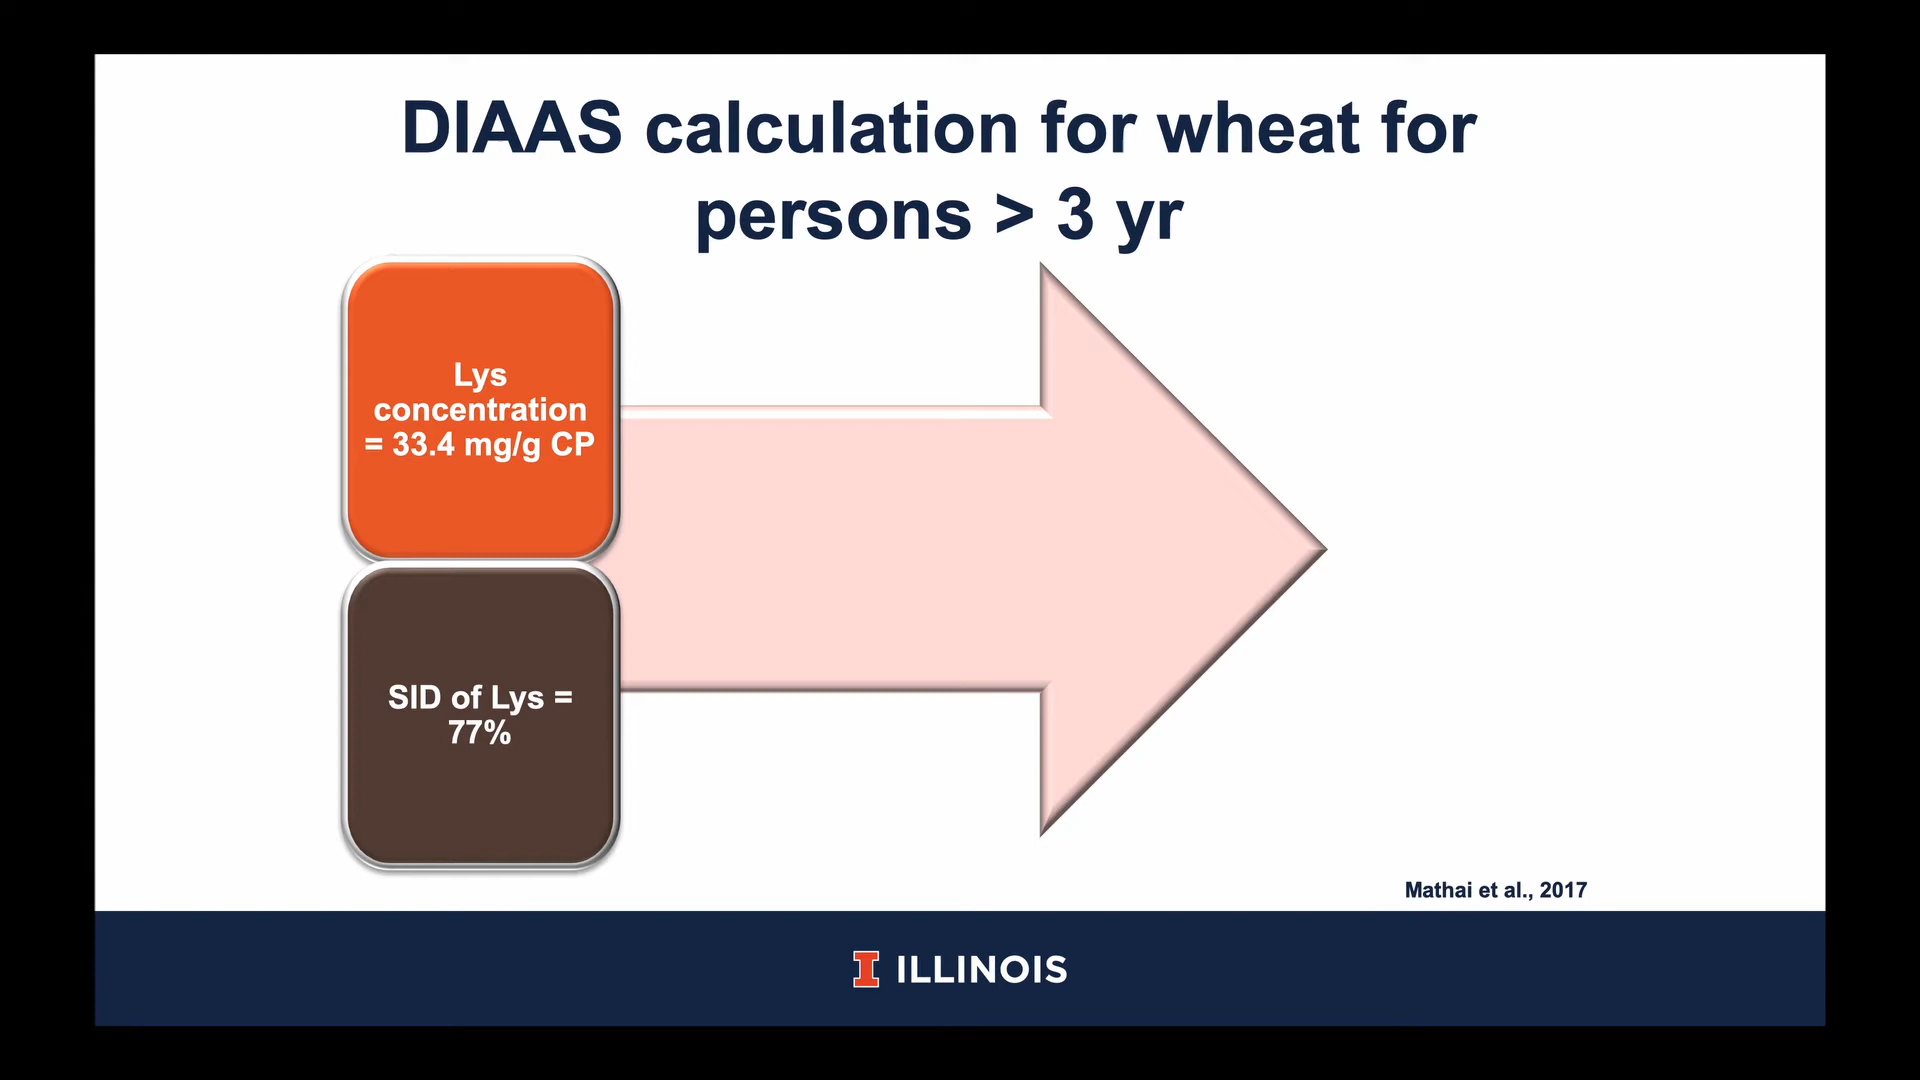 DIAAS calculation for wheat for
persons > 3 yr
Lys
concentration
= 33.4 mg/g CP
SID of Lys =
77%
Mathai et al., 2017
I ILLINOIS